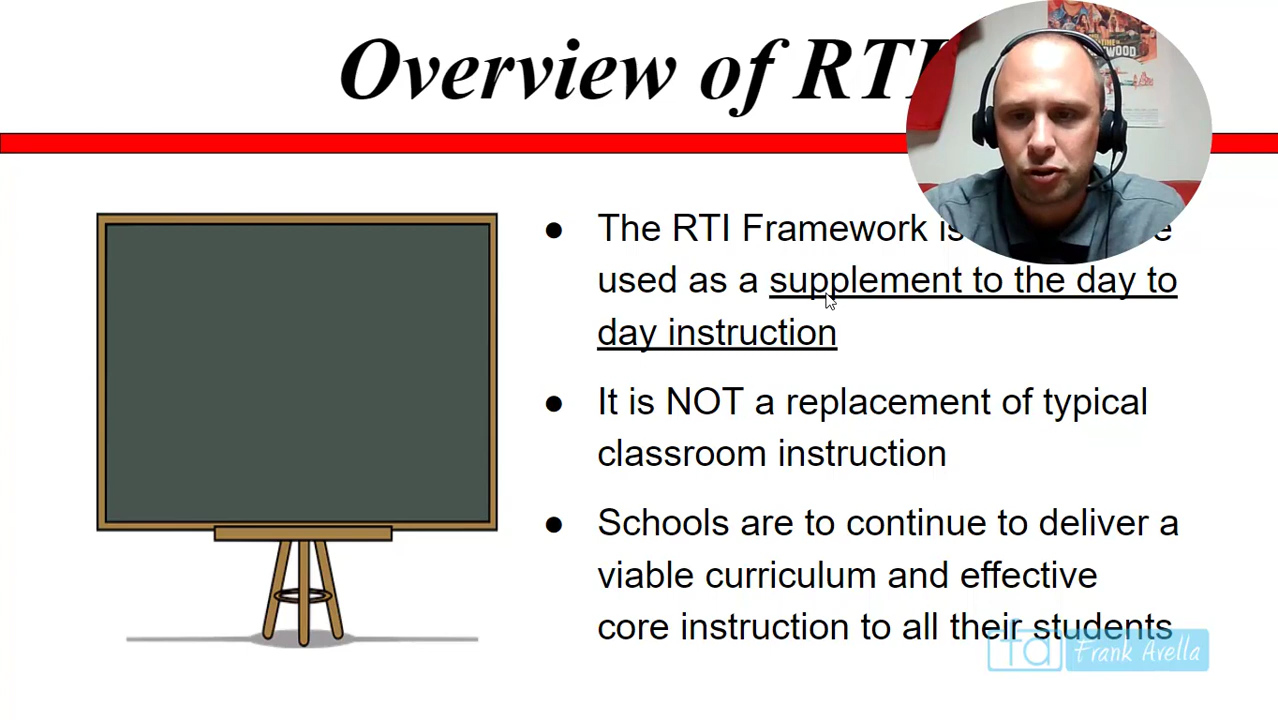 Overview of RTI
The RTI Framework is
used as a supplement to the day to
day instruction
It is NOT a replacement of typical
classroom instruction
Schools are to continue to deliver a
viable curriculum and effective
core instruction to all their students
fa Frank Avella